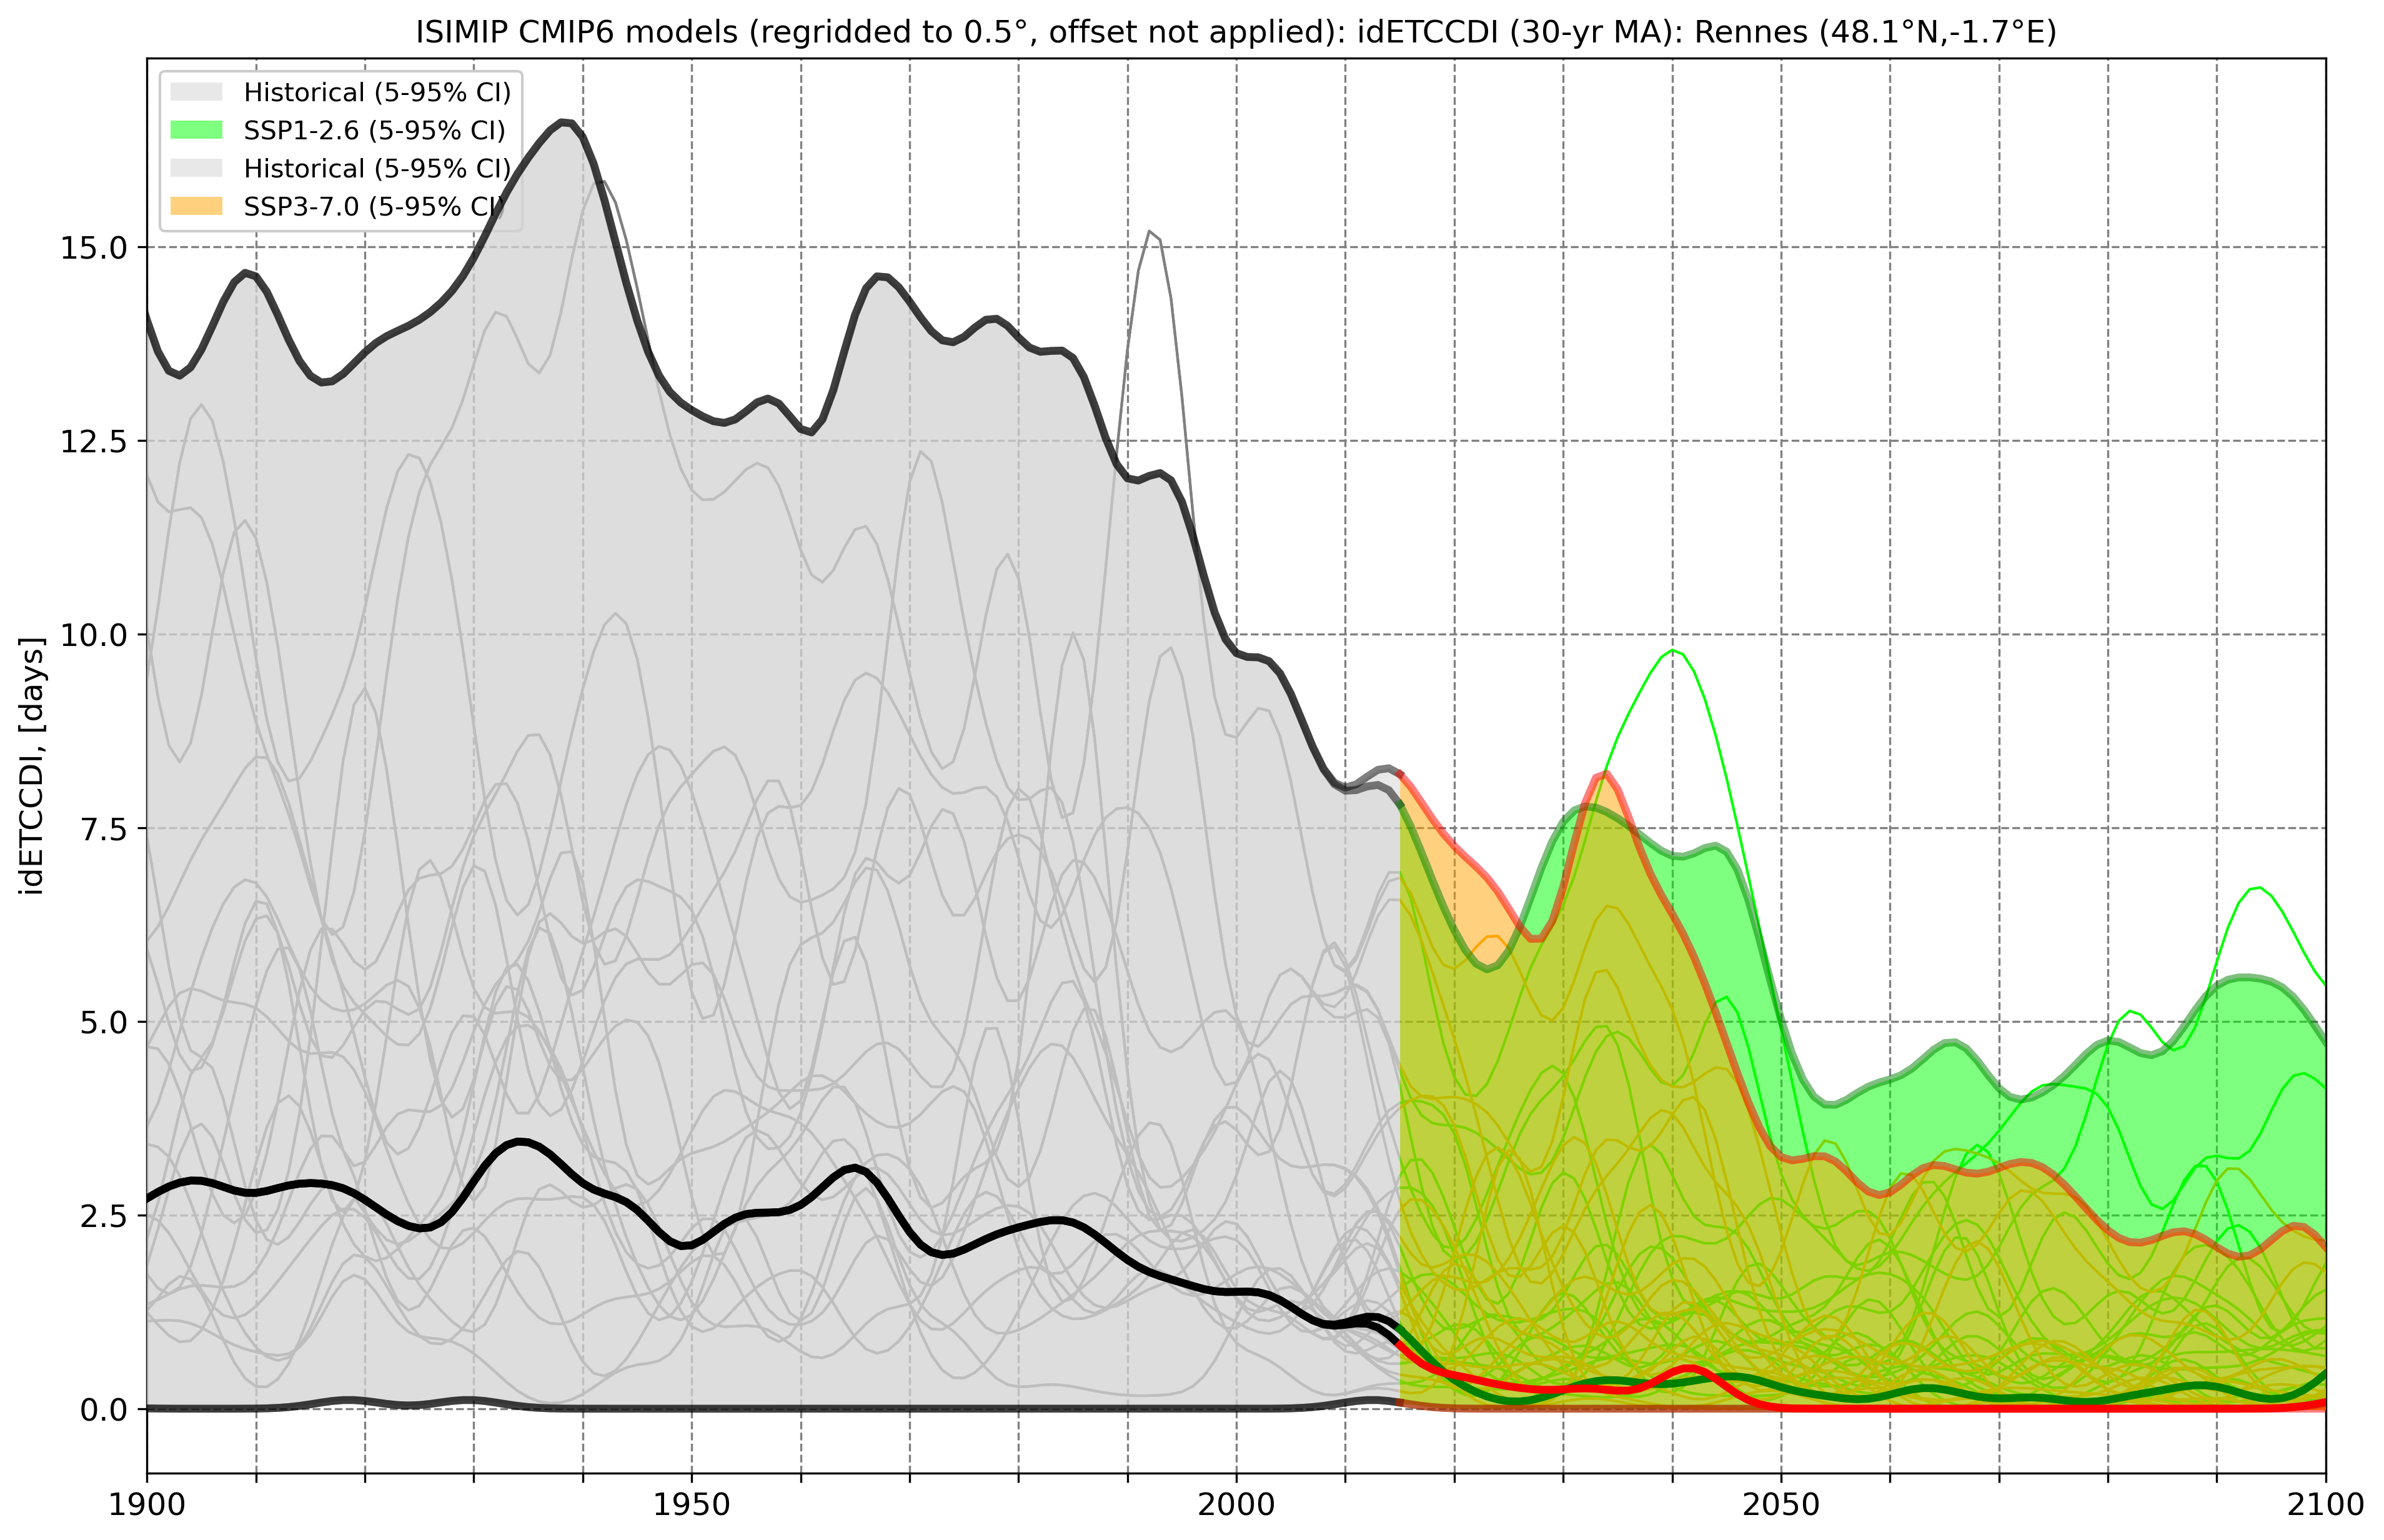 ISIMIP CMIP6 models (regridded to 0.5°, offset not applied): idETCCDI (30-yr MA): Rennes (48.1°N,-1.7°E)
Historical (5-95% CI)
SSP1-2.6 (5-95% CI)
Historical (5-95% CI)
SSP3-7.0 (5-95% CI)
idETCCDI, [days]
15.0
12.5
10.0
7.5
5.0
2.5
0.0
1900 1950 2000 2050 2100